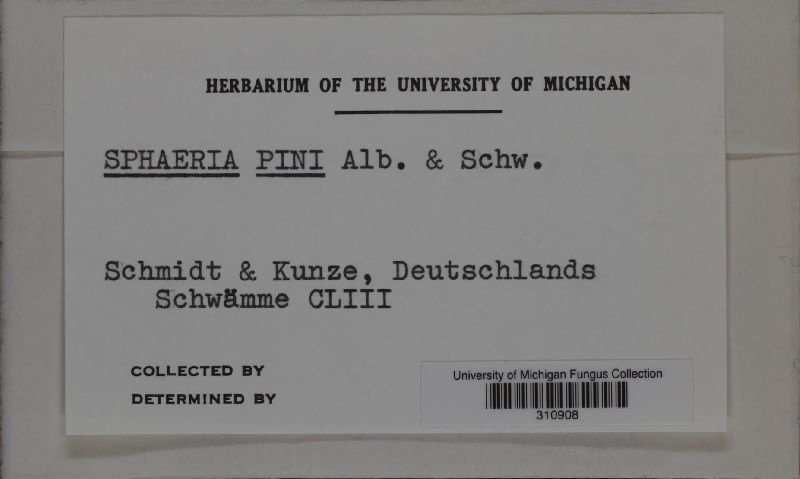 HERBARIUM OF THE UNIVERSITY OF MICHIGAN
SPHAERIA PINI Alb. & Schw.
Schmidt & Kunze, Deutschlands
Schwämme CLIII
COLLECTED BY
DETERMINED BY
University of Michigan Fungus Collection
310908